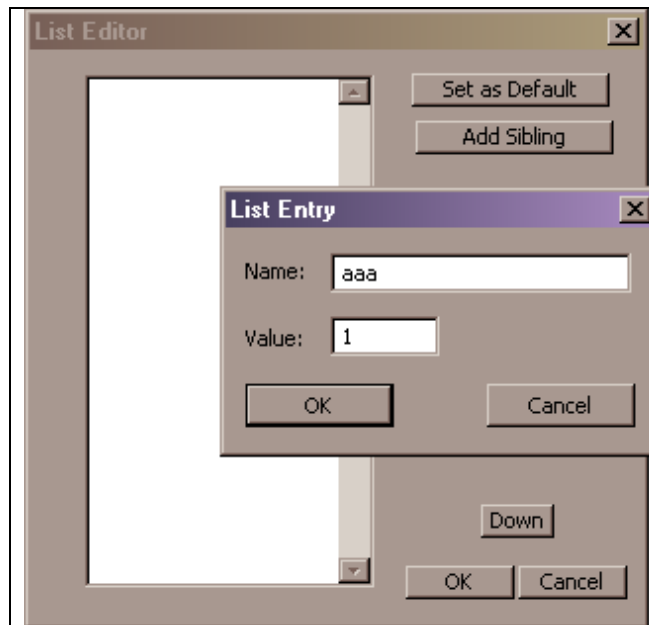 List Editor
Set as Default
Add Sibling
List Entry
Name: aaa
Value: 1
OK Cancel
Down
OK Cancel